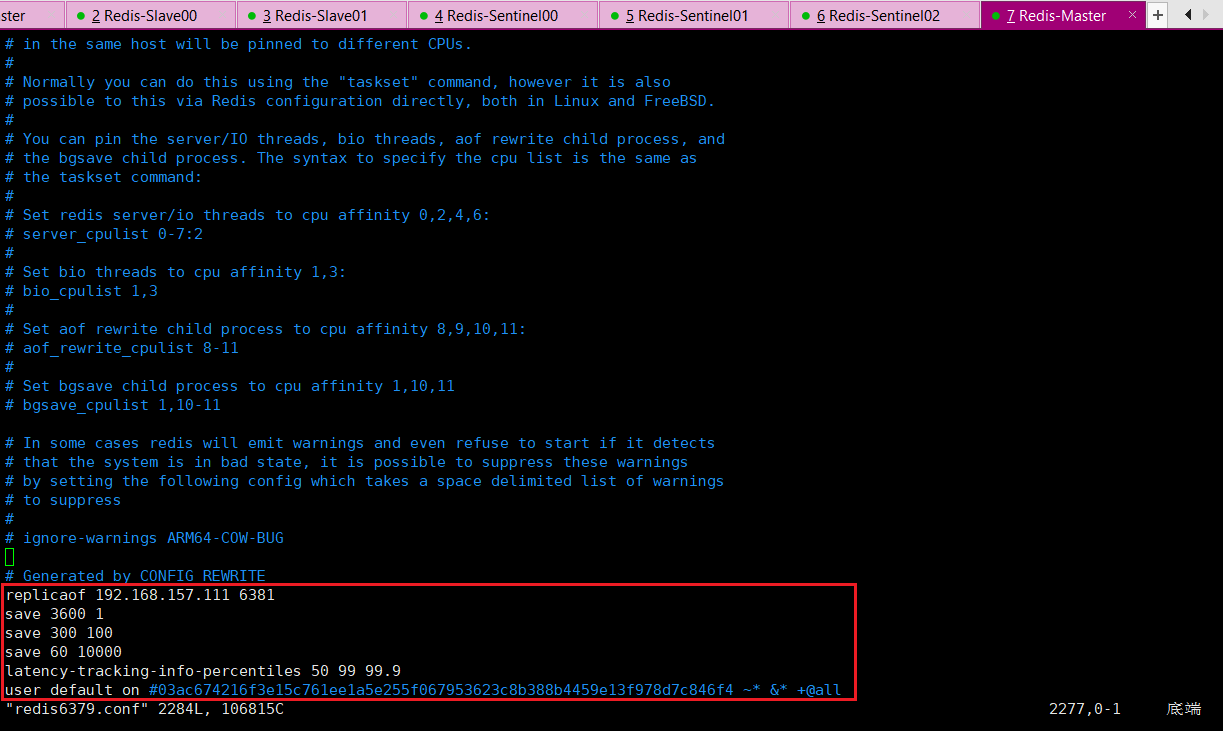 ster 2 Redis-Slave00 3 Redis-Slave01 4 Redis-Sentinel00 5 Redis-Sentinel01 6 Redis-Sentinel02 7 Redis-Master × +
# in the same host will be pinned to different CPUs.
#
# Normally you can do this using the "taskset" command, however it is also
# possible to this via Redis configuration directly, both in Linux and FreeBSD.
#
# You can pin the server/IO threads, bio threads, aof rewrite child process, and
# the bgsave child process. The syntax to specify the cpu list is the same as
# the taskset command:
#
# Set redis server/io threads to cpu affinity 0,2,4,6:
# server_cpulist 0-7:2
#
# Set bio threads to cpu affinity 1,3:
# bio_cpulist 1,3
#
# Set aof rewrite child process to cpu affinity 8,9,10,11:
# aof_rewrite_cpulist 8-11
#
# Set bgsave child process to cpu affinity 1,10,11
# bgsave_cpulist 1,10-11
# In some cases redis will emit warnings and even refuse to start if it detects
# that the system is in bad state, it is possible to suppress these warnings
# by setting the following config which takes a space delimited list of warnings
# to suppress
#
# ignore-warnings ARM64-COW-BUG
# Generated by CONFIG REWRITE
replicaof 192.168.157.111 6381
save 3600 1
save 300 100
save 60 10000
latency-tracking-info-percentiles 50 99 99.9
user default on #03ac674216f3e15c761ee1a5e255f067953623c8b388b4459e13f978d7c846f4 ~* &* +@all
"redis6379.conf" 2284L, 106815C 2277,0-1 底端